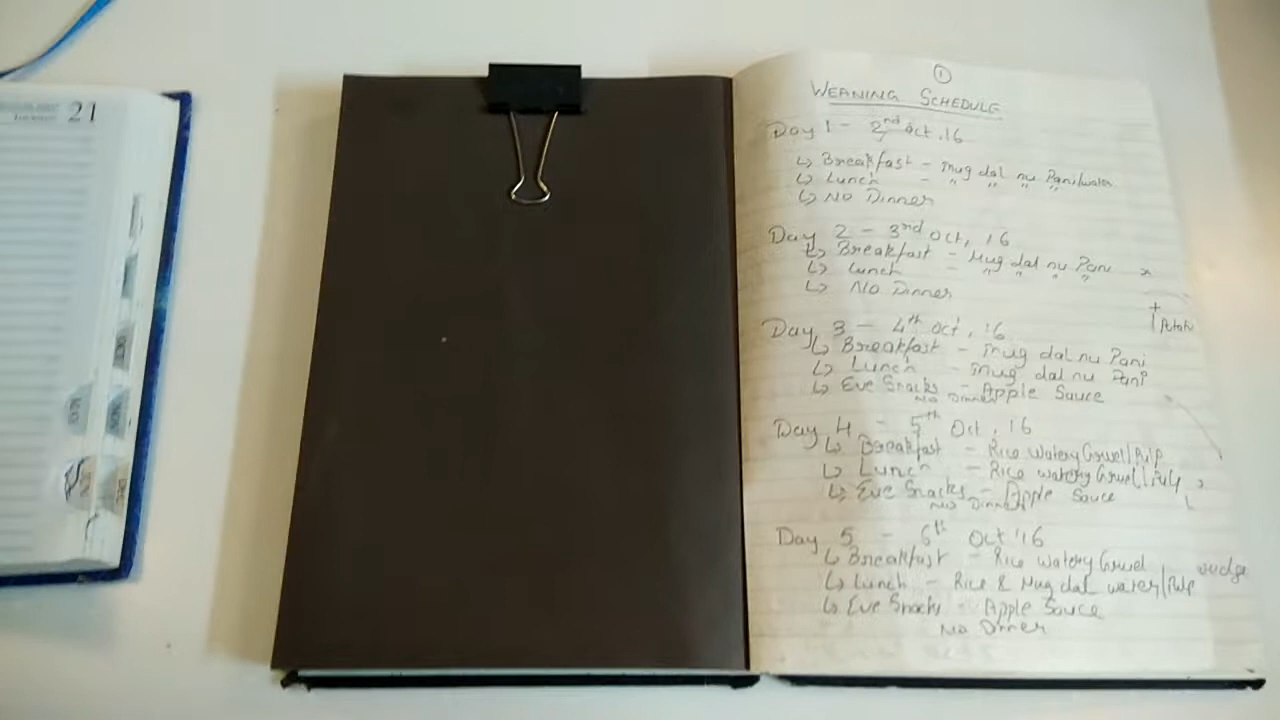 21
①
WEANING SCHEDULE
Day 1 - 2nd Oct, 16
↳ Breakfast - Mug dal nu Pani/water
↳ Lunch - " " " "
↳ NO Dinner
Day 2 - 3rd Oct, 16
↳ Breakfast - Mug dal nu Pani
↳ Lunch - " " " "
↳ NO Dinner
Day 3 - 4th Oct, '16
↳ Breakfast - Mug dal nu Pani
↳ Lunch - Mug dal nu Pani
↳ Eve Snacks - Apple Sauce
NO Dinner
Day 4 - 5th Oct, 16
↳ Breakfast - Rice Watery Gruel/Pulp
↳ Lunch - Rice watery Gruel/Pulp
↳ Eve Snacks - Apple Sauce
NO Dinner
Day 5 - 6th Oct '16
↳ Breakfast - Rice Watery Gruel
↳ Lunch - Rice & Mug dal water/Pulp
↳ Eve Snacks - Apple Sauce
No Dinner